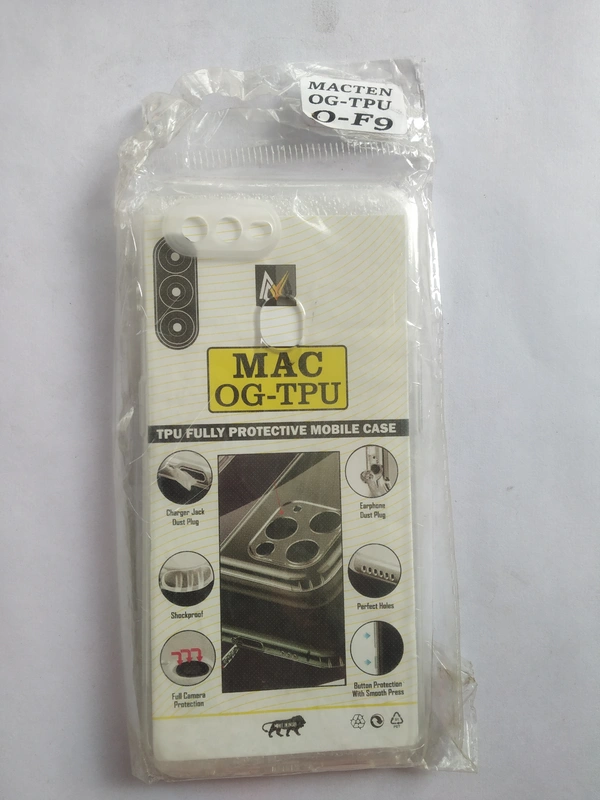 MACTEN
OG-TPU
O-F9
MAC
OG-TPU
TPU FULLY PROTECTIVE MOBILE CASE
Charger Jack
Dust Plug
Earphone
Dust Plug
Shockproof
Perfect Holes
Full Camera
Protection
Button Protection
With Smooth Press